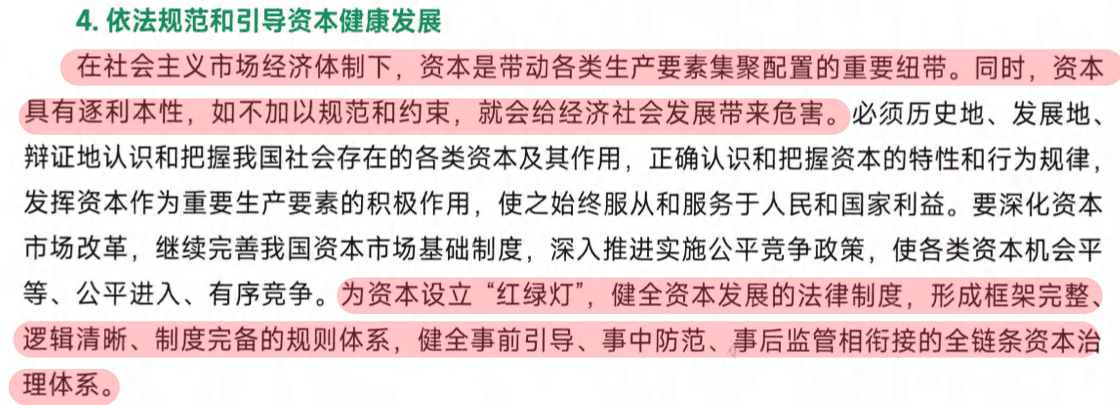 4. 依法规范和引导资本健康发展
在社会主义市场经济体制下，资本是带动各类生产要素集聚配置的重要纽带。同时，资本
具有逐利本性，如不加以规范和约束，就会给经济社会发展带来危害。必须历史地、发展地、
辩证地认识和把握我国社会存在的各类资本及其作用，正确认识和把握资本的特性和行为规律，
发挥资本作为重要生产要素的积极作用，使之始终服从和服务于人民和国家利益。要深化资本
市场改革，继续完善我国资本市场基础制度，深入推进实施公平竞争政策，使各类资本机会平
等、公平进入、有序竞争。为资本设立“红绿灯”，健全资本发展的法律制度，形成框架完整、
逻辑清晰、制度完备的规则体系，健全事前引导、事中防范、事后监管相衔接的全链条资本治
理体系。